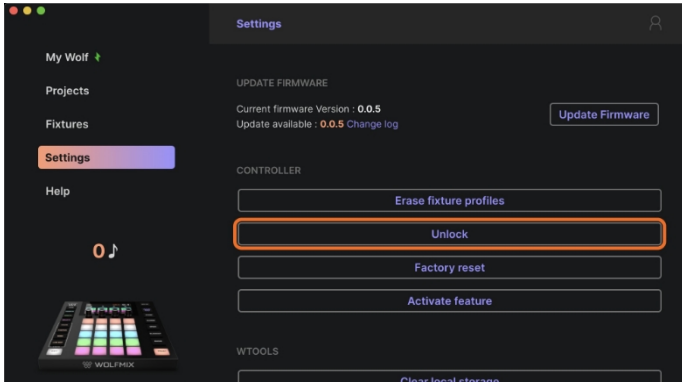 Settings
My Wolf
Projects
Fixtures
Settings
Help
0
WOLFMIX
UPDATE FIRMWARE
Current firmware Version : 0.0.5
Update available : 0.0.5 Change log
Update Firmware
CONTROLLER
Erase fixture profiles
Unlock
Factory reset
Activate feature
WTOOLS
Clear local storage